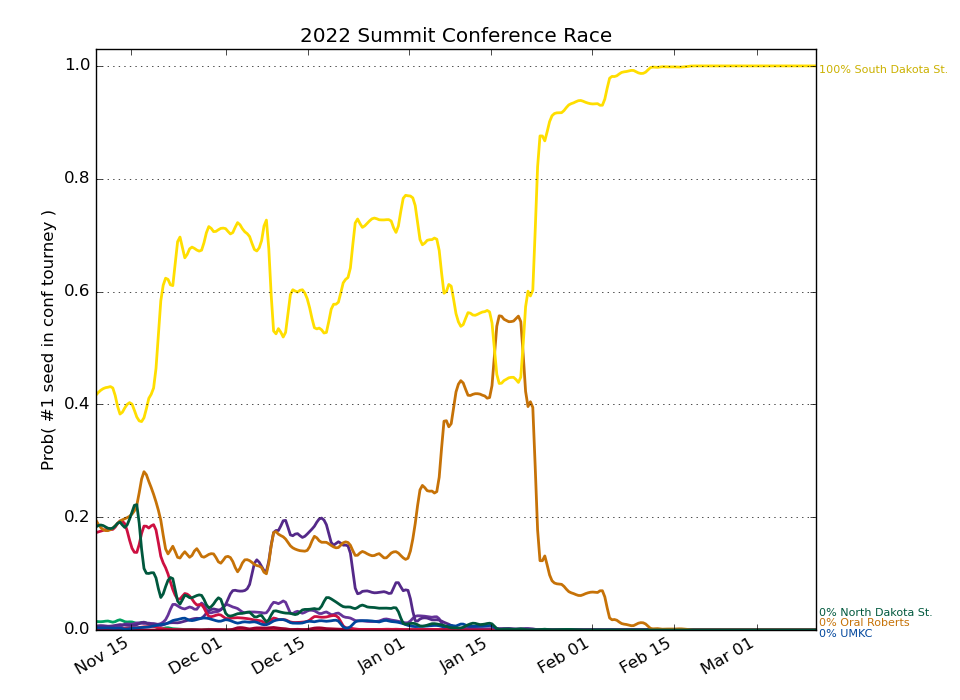 2022 Summit Conference Race
Prob( #1 seed in conf tourney )
1.0
0.8
0.6
0.4
0.2
0.0
Nov 15
Dec 01
Dec 15
Jan 01
Jan 15
Feb 01
Feb 15
Mar 01
100% South Dakota St.
0% North Dakota St.
0% Oral Roberts
0% UMKC